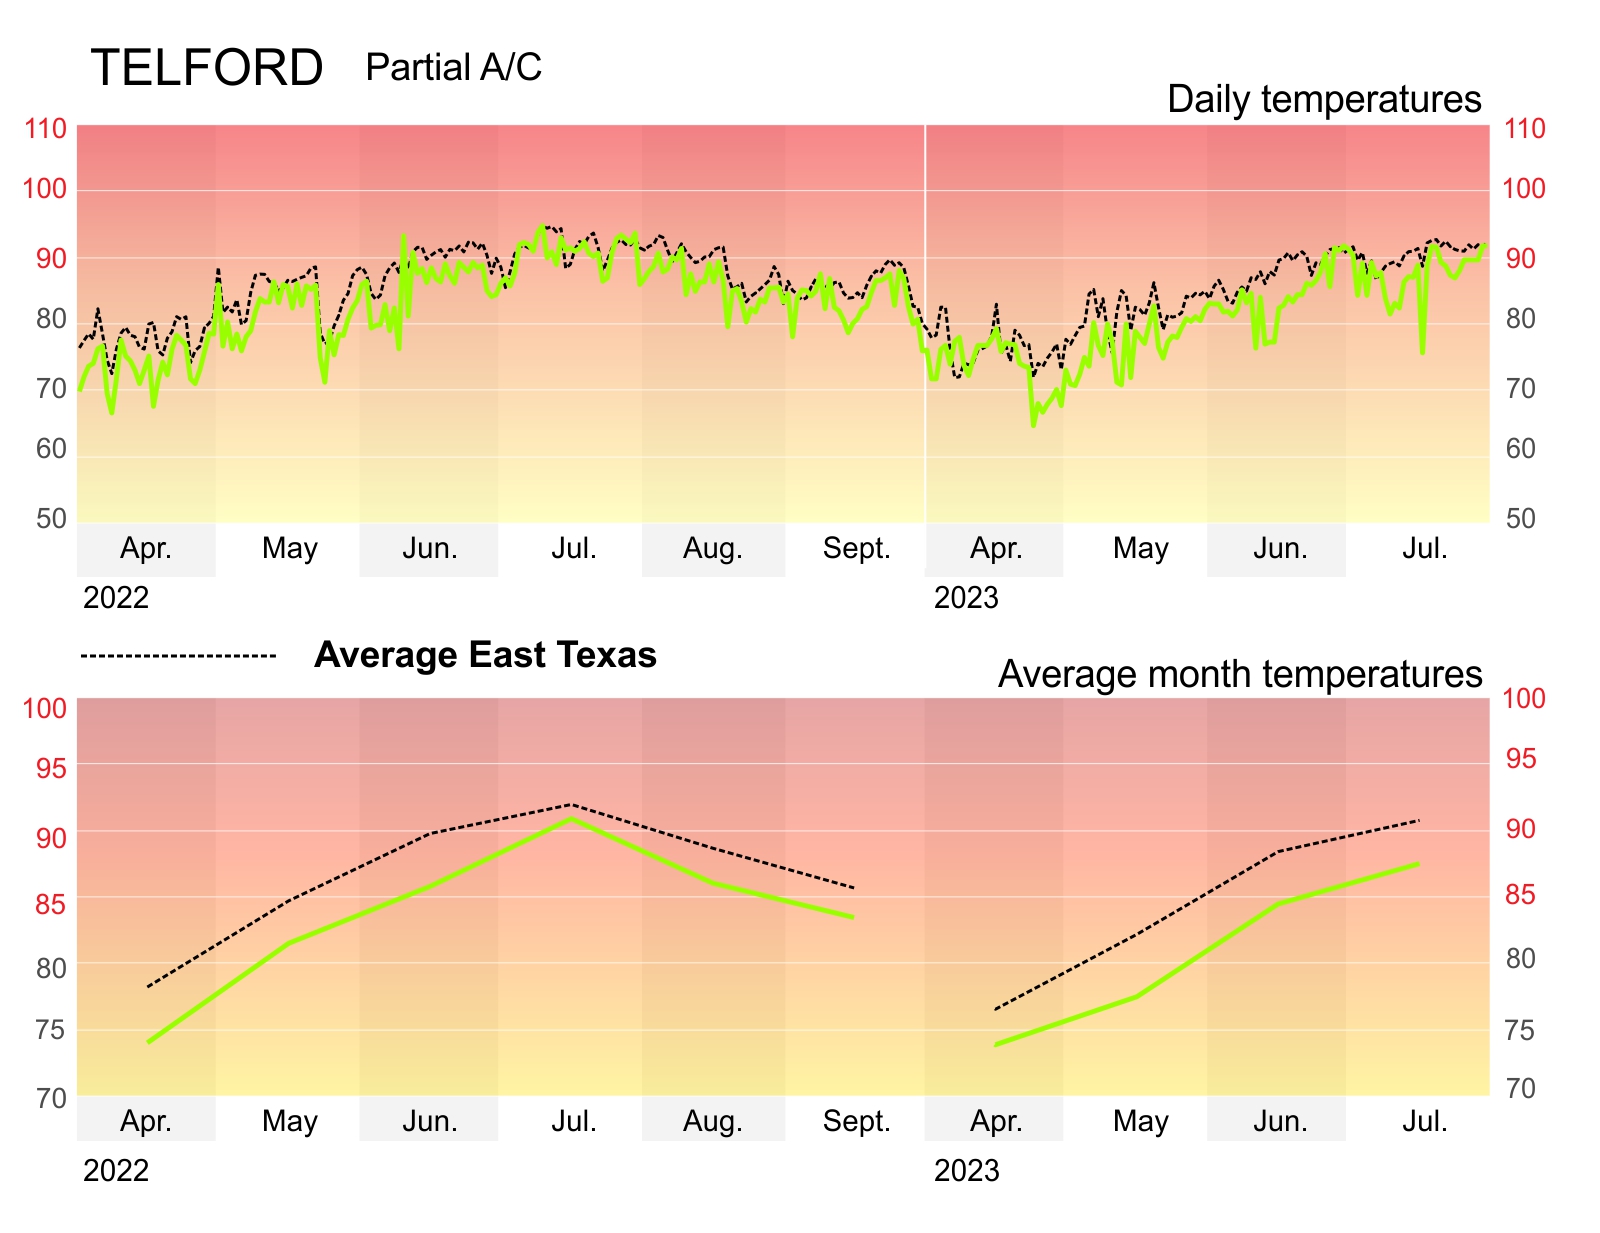 TELFORD Partial A/C
Daily temperatures
110 110
100 100
90 90
80 80
70 70
60 60
50 50
Apr. May Jun. Jul. Aug. Sept. Apr. May Jun. Jul.
2022 2023
Average East Texas
Average month temperatures
100 100
95 95
90 90
85 85
80 80
75 75
70 70
Apr. May Jun. Jul. Aug. Sept. Apr. May Jun. Jul.
2022 2023